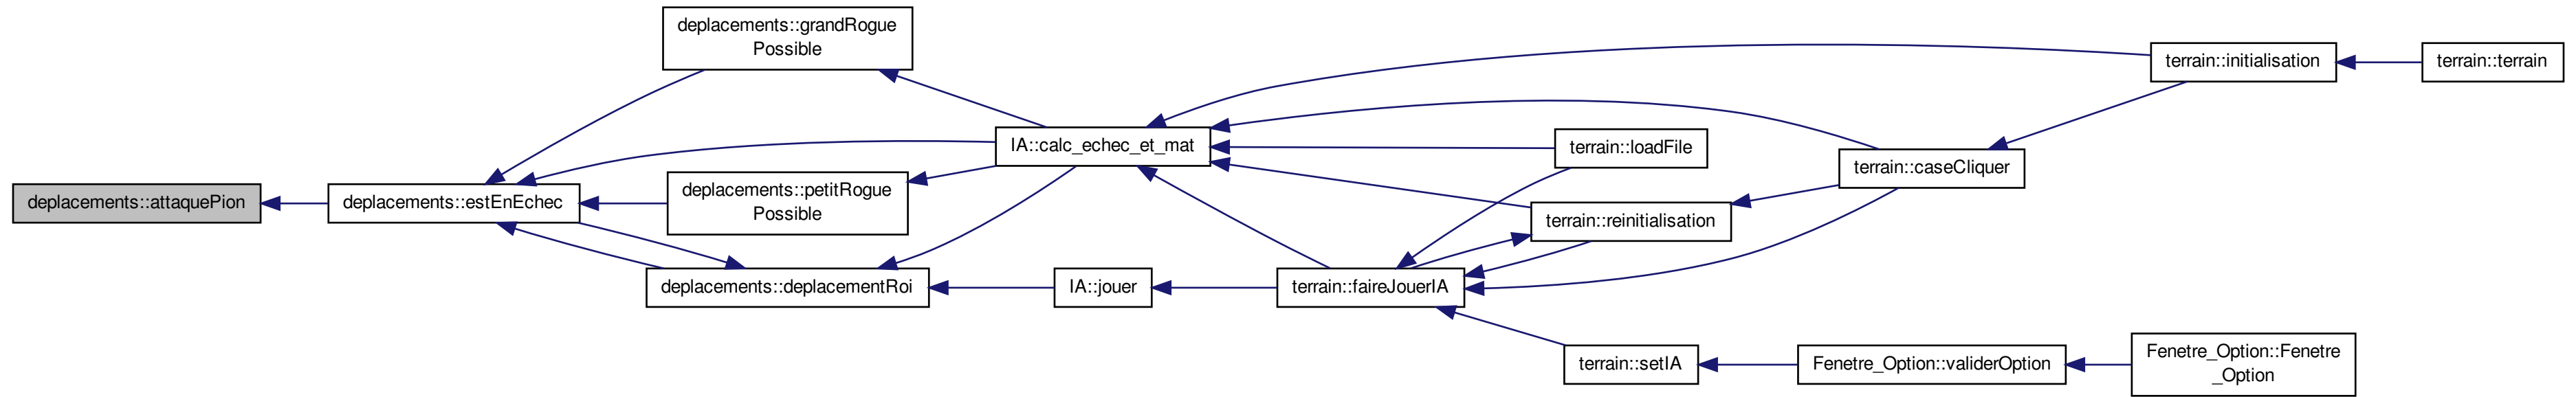 deplacements::attaquePion
deplacements::estEnEchec
deplacements::grandRogue
Possible
deplacements::petitRogue
Possible
deplacements::deplacementRoi
IA::calc_echec_et_mat
IA::jouer
terrain::faireJouerIA
terrain::loadFile
terrain::reinitialisation
terrain::setIA
terrain::caseCliquer
Fenetre_Option::validerOption
terrain::initialisation
Fenetre_Option::Fenetre
_Option
terrain::terrain